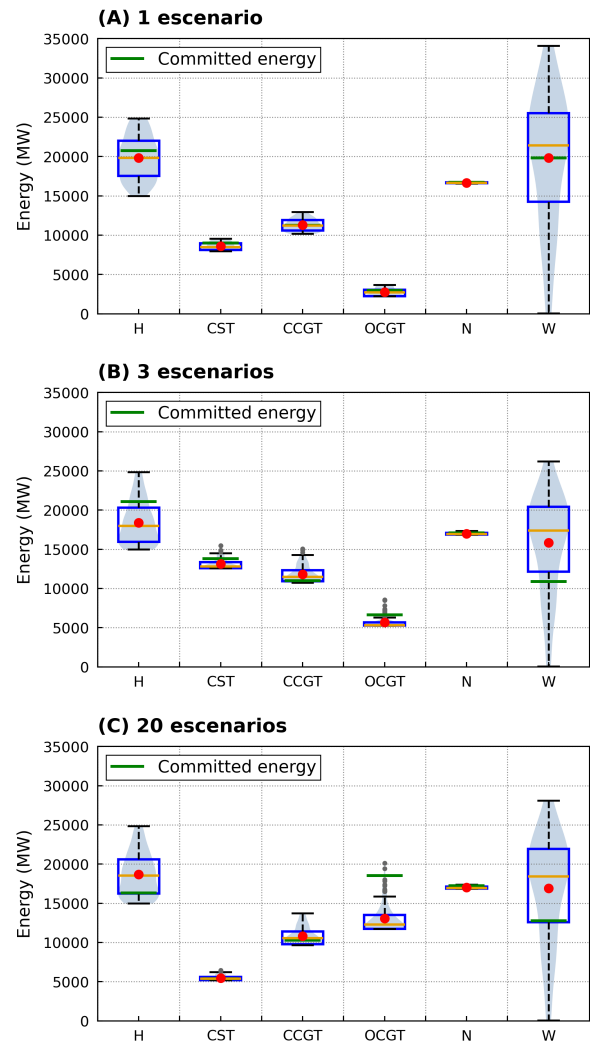 (A) 1 escenario
35000
30000
25000
20000
15000
10000
5000
0
Energy (MW)
Committed energy
H CST CCGT OCGT N W
(B) 3 escenarios
35000
30000
25000
20000
15000
10000
5000
0
Energy (MW)
Committed energy
H CST CCGT OCGT N W
(C) 20 escenarios
35000
30000
25000
20000
15000
10000
5000
0
Energy (MW)
Committed energy
H CST CCGT OCGT N W